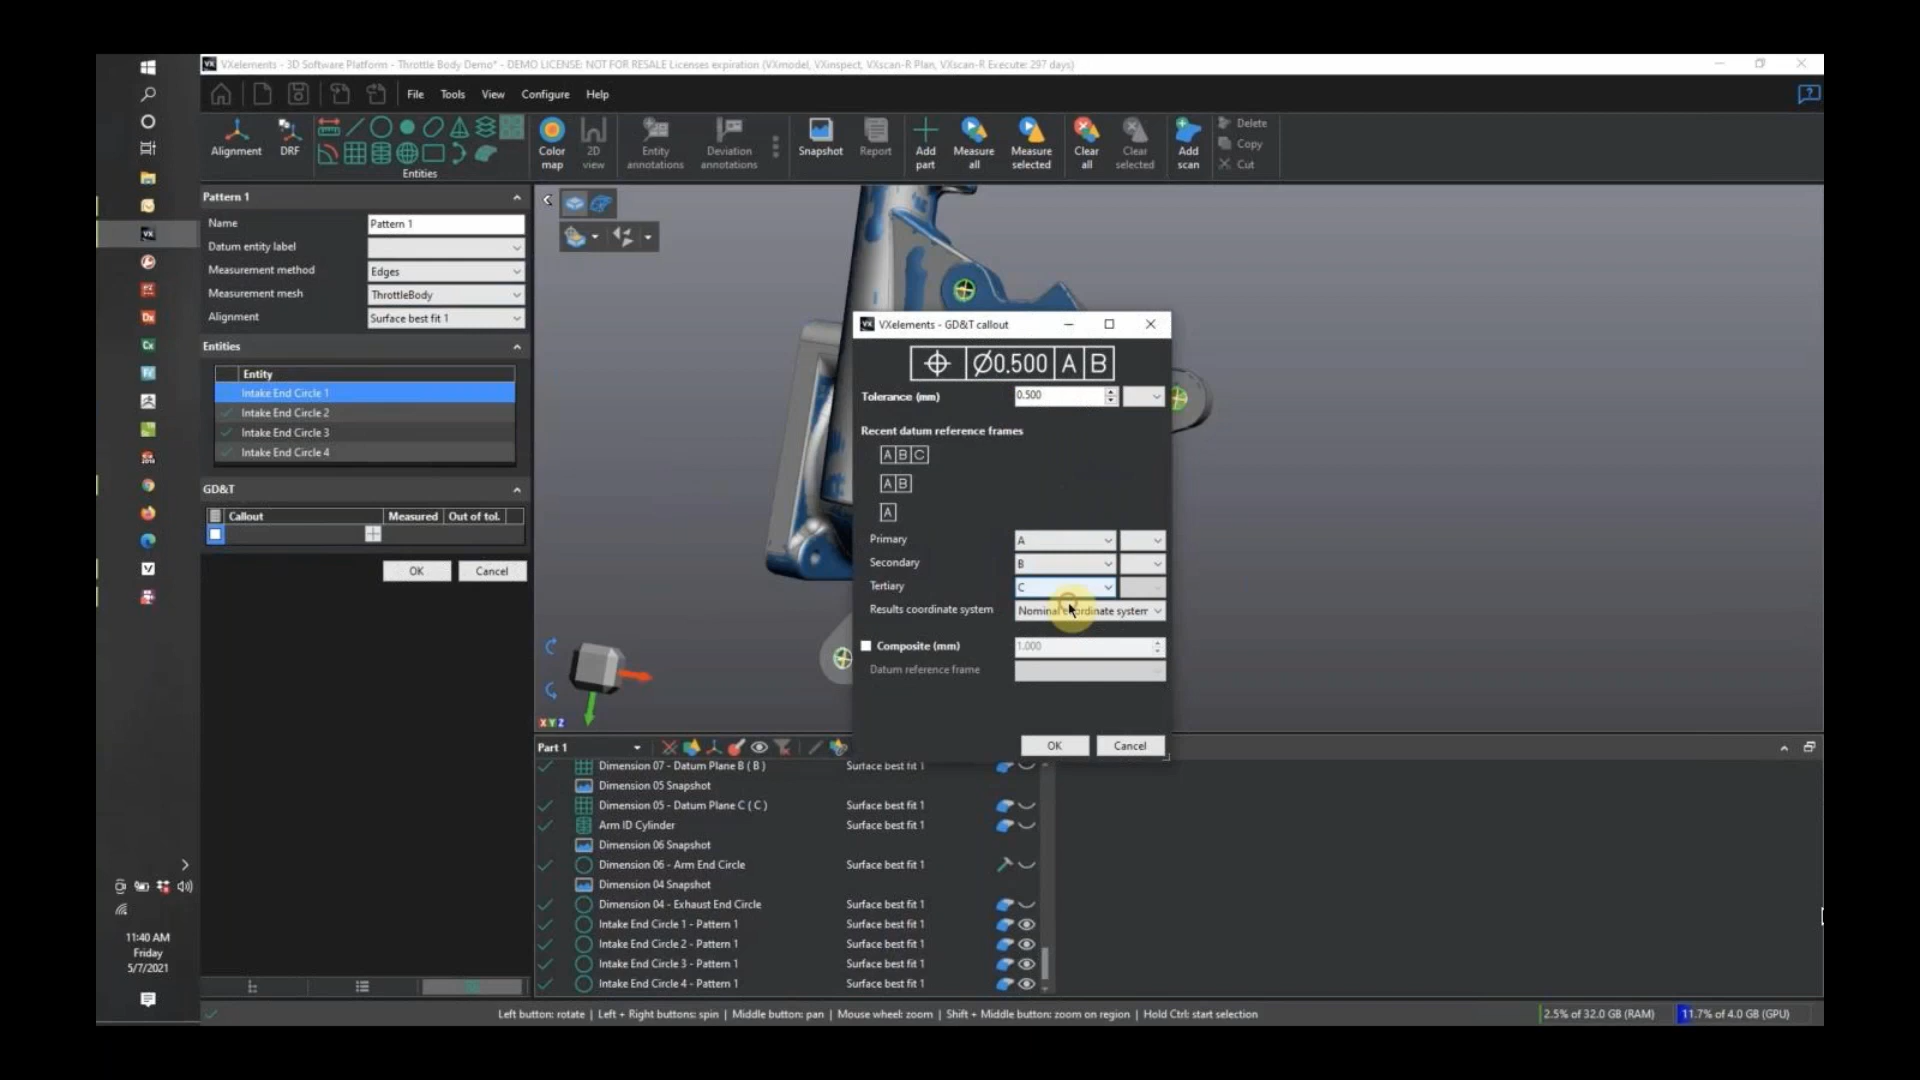 VXelements - 3D Software Platform - Throttle Body Demo* - DEMO LICENSE: NOT FOR RESALE Licenses expiration (VXmodel, VXinspect, VXscan-R Plan, VXscan-R Execute: 297 days)
File Tools View Configure Help
Alignment DRF Entities Color map 2D view Entity annotations Deviation annotations Snapshot Report Add part Measure all Measure selected Clear all Clear selected Add scan Delete Copy Cut
Pattern 1
Name Pattern 1
Datum entity label
Measurement method Edges
Measurement mesh ThrottleBody
Alignment Surface best fit 1
Entities
Entity
Intake End Circle 1
Intake End Circle 2
Intake End Circle 3
Intake End Circle 4
GD&T
Callout Measured Out of tol.
OK Cancel
VXelements - GD&T callout
Ø0.500 A B
Tolerance (mm) 0.500
Recent datum reference frames
A B C
A B
A
Primary A
Secondary B
Tertiary C
Results coordinate system Nominal coordinate system
Composite (mm) 1.000
Datum reference frame
OK Cancel
X Y Z
Part 1
Dimension 07 - Datum Plane B ( B ) Surface best fit 1
Dimension 05 Snapshot
Dimension 05 - Datum Plane C ( C ) Surface best fit 1
Arm ID Cylinder Surface best fit 1
Dimension 06 Snapshot
Dimension 06 - Arm End Circle Surface best fit 1
Dimension 04 Snapshot
Dimension 04 - Exhaust End Circle Surface best fit 1
Intake End Circle 1 - Pattern 1 Surface best fit 1
Intake End Circle 2 - Pattern 1 Surface best fit 1
Intake End Circle 3 - Pattern 1 Surface best fit 1
Intake End Circle 4 - Pattern 1 Surface best fit 1
11:40 AM
Friday
5/7/2021
Left button: rotate | Left + Right buttons: spin | Middle button: pan | Mouse wheel: zoom | Shift + Middle button: zoom on region | Hold Ctrl: start selection
2.5% of 32.0 GB (RAM) 11.7% of 4.0 GB (GPU)